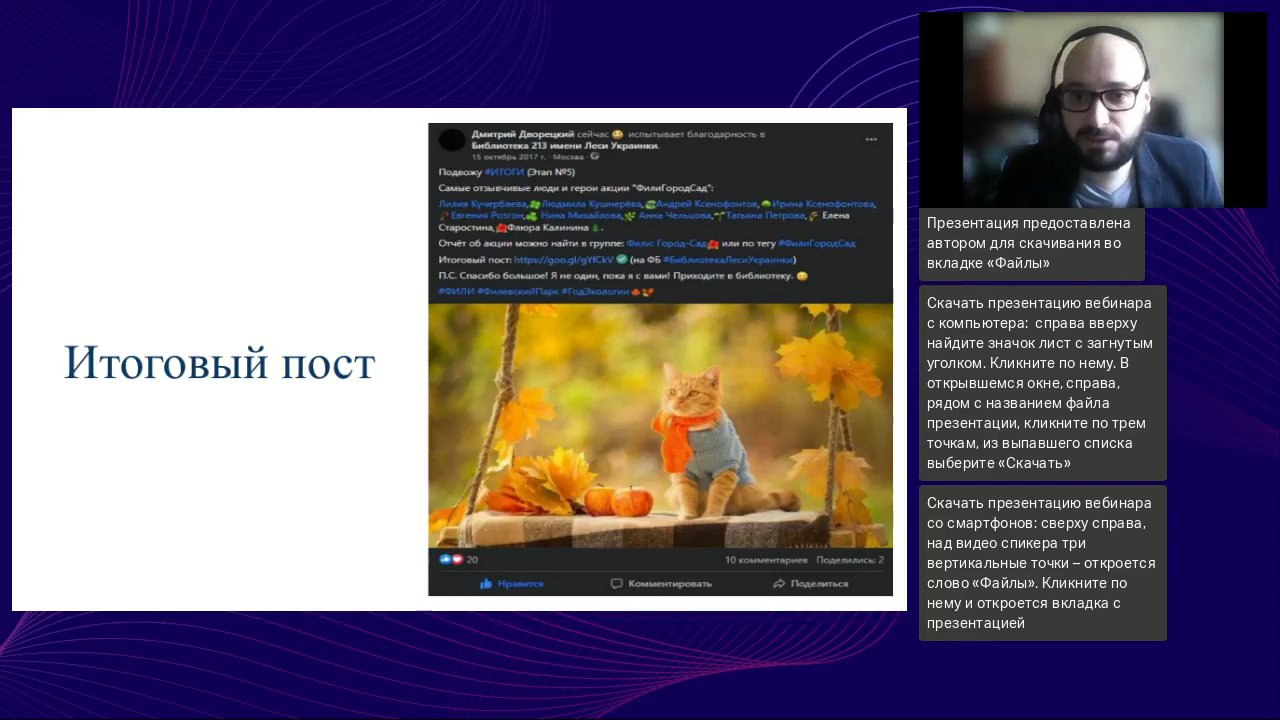 Итоговый пост
Дмитрий Дворецкий сейчас испытывает благодарность в
Библиотека 213 имени Леси Украинки.
15 октябрь 2017 г. · Москва ·
Подвожу #ИТОГИ (Этап №5)
Самые отзывчивые люди и герои акции "ФилиГородСад":
Лилия Кучербаева, Людмила Кушнерёва, Андрей Ксенофонтов, Ирина Ксенофонтова,
Евгения Розгон, Нина Михайлова, Анна Чельцова, Татьяна Петрова, Елена
Старостина, Флюра Калинина .
Отчёт об акции можно найти в группе: Фили: Город-Сад или по тегу #ФилиГородСад
Итоговый пост: https://goo.gl/gYfCkV (на ФБ #БиблиотекаЛесиУкраинки)
П.С. Спасибо большое! Я не один, пока я с вами! Приходите в библиотеку.
#ФИЛИ #ФилевскийПарк #ГодЭкологии
20
10 комментариев Поделились: 2
Нравится Комментировать Поделиться
Презентация предоставлена
автором для скачивания во
вкладке «Файлы»
Скачать презентацию вебинара
с компьютера: справа вверху
найдите значок лист с загнутым
уголком. Кликните по нему. В
открывшемся окне, справа,
рядом с названием файла
презентации, кликните по трем
точкам, из выпавшего списка
выберите «Скачать»
Скачать презентацию вебинара
со смартфонов: сверху справа,
над видео спикера три
вертикальные точки – откроется
слово «Файлы». Кликните по
нему и откроется вкладка с
презентацией